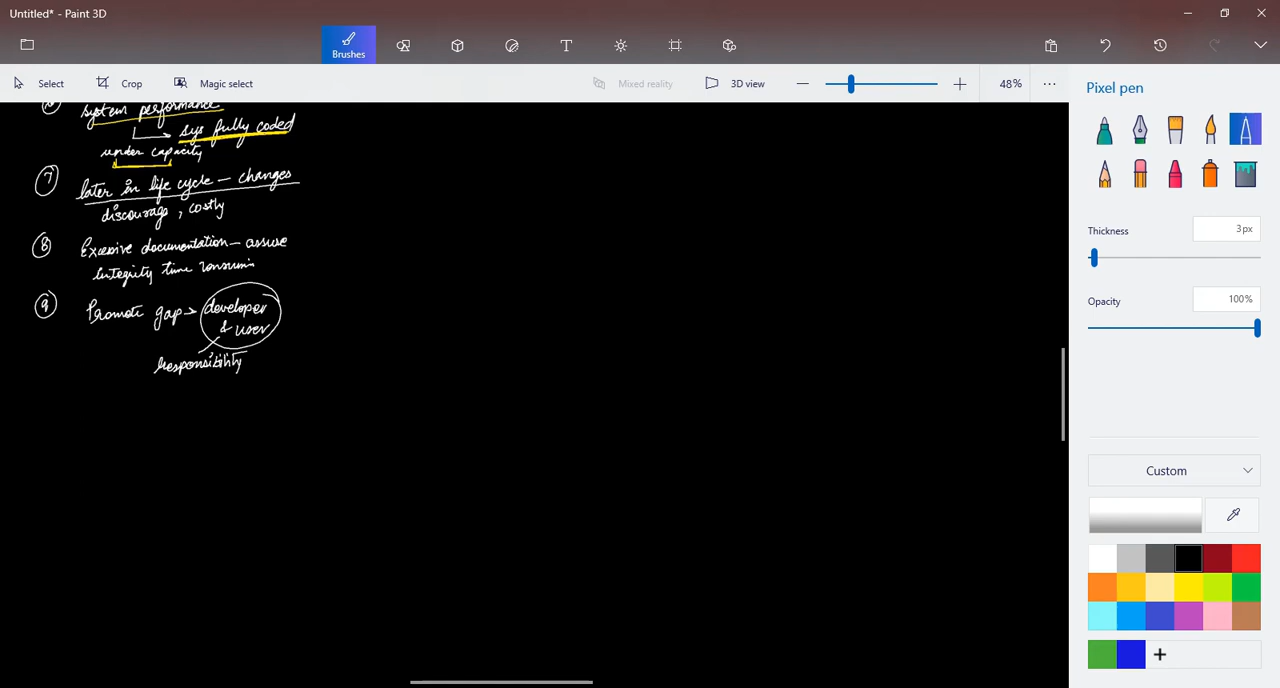 Untitled* - Paint 3D
Brushes
Select
Crop
Magic select
Mixed reality
3D view
48%
Pixel pen
Thickness
3px
Opacity
100%
Custom
system performance
sys fully coded
under capacity
7 later in life cycle - changes
discourage, costly
8 Excessive documentation - assure
Integrity time
9 Promote gap developer
& user
responsibility